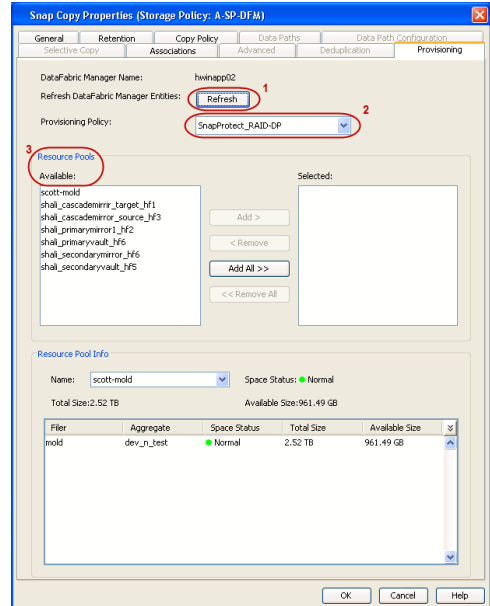 Snap Copy Properties (Storage Policy: A-SP-DFM)
General Retention Copy Policy Data Paths Data Path Configuration
Selective Copy Associations Advanced Deduplication Provisioning
DataFabric Manager Name: hwinapp02
Refresh DataFabric Manager Entities: Refresh 1
Provisioning Policy: SnapProtect_RAID-DP 2
3
Resource Pools
Available: Selected:
scott-mold
shali_cascademirrir_target_hf1
shali_cascademirror_source_hf3
shali_primarymirror1_hf2
shali_primaryvault_hf6
shali_secondarymirror_hf6
shali_secondaryvault_hf5
Add >
< Remove
Add All >>
<< Remove All
Resource Pool Info
Name: scott-mold Space Status: Normal
Total Size:2.52 TB Available Size:961.49 GB
Filer Aggregate Space Status Total Size Available Size
mold dev_n_test Normal 2.52 TB 961.49 GB
OK Cancel Help